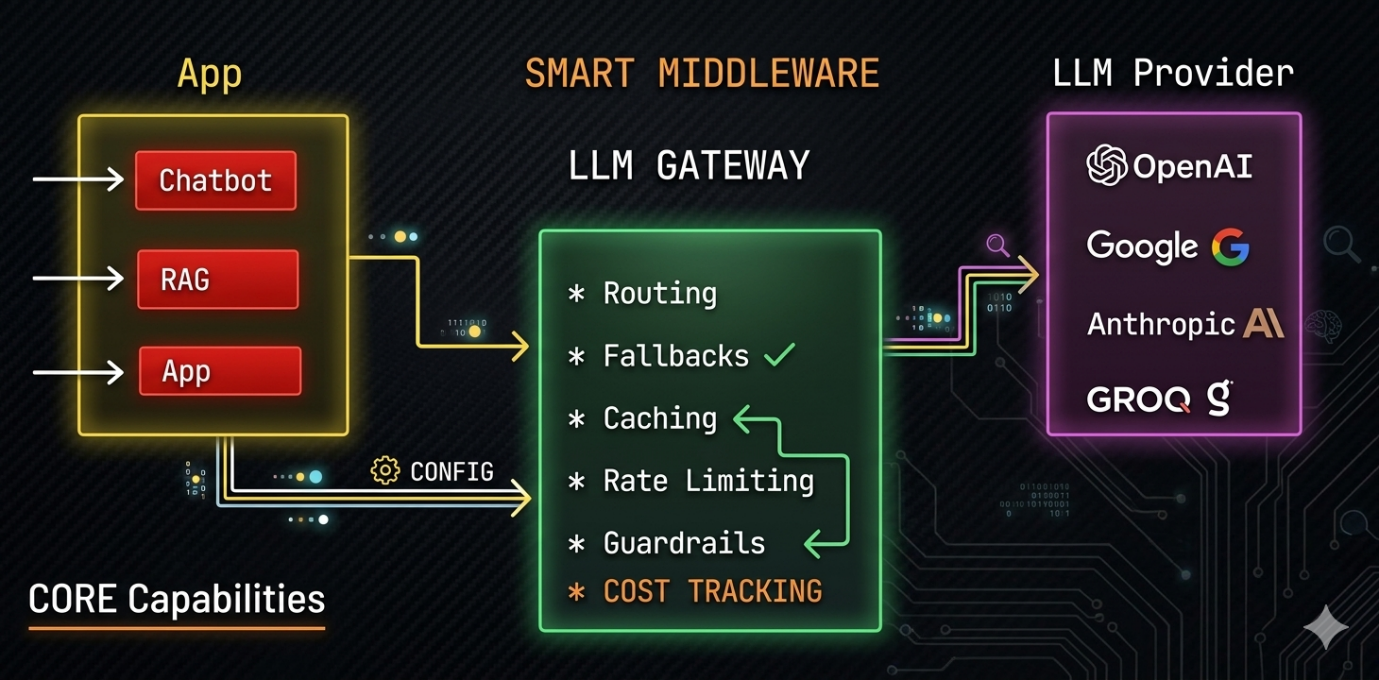 App
SMART MIDDLEWARE
LLM Provider
LLM GATEWAY
Chatbot
RAG
App
CONFIG
* Routing
* Fallbacks
* Caching
* Rate Limiting
* Guardrails
* COST TRACKING
OpenAI
Google G
Anthropic AI
GROQ g
CORE Capabilities